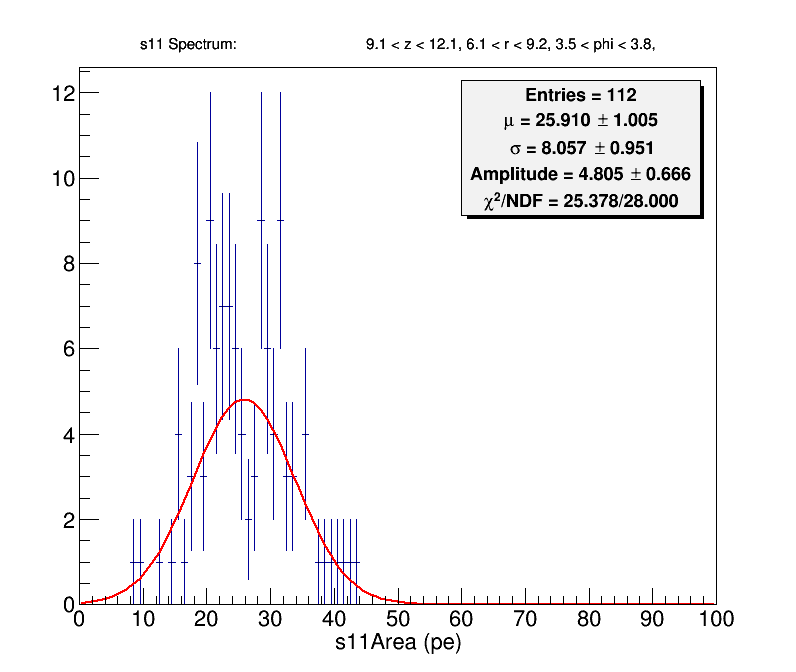 s11 Spectrum: 9.1 < z < 12.1, 6.1 < r < 9.2, 3.5 < phi < 3.8,
Entries = 112
μ = 25.910 ± 1.005
σ = 8.057 ± 0.951
Amplitude = 4.805 ± 0.666
χ²/NDF = 25.378/28.000
12
10
8
6
4
2
0
0 10 20 30 40 50 60 70 80 90 100
s11Area (pe)